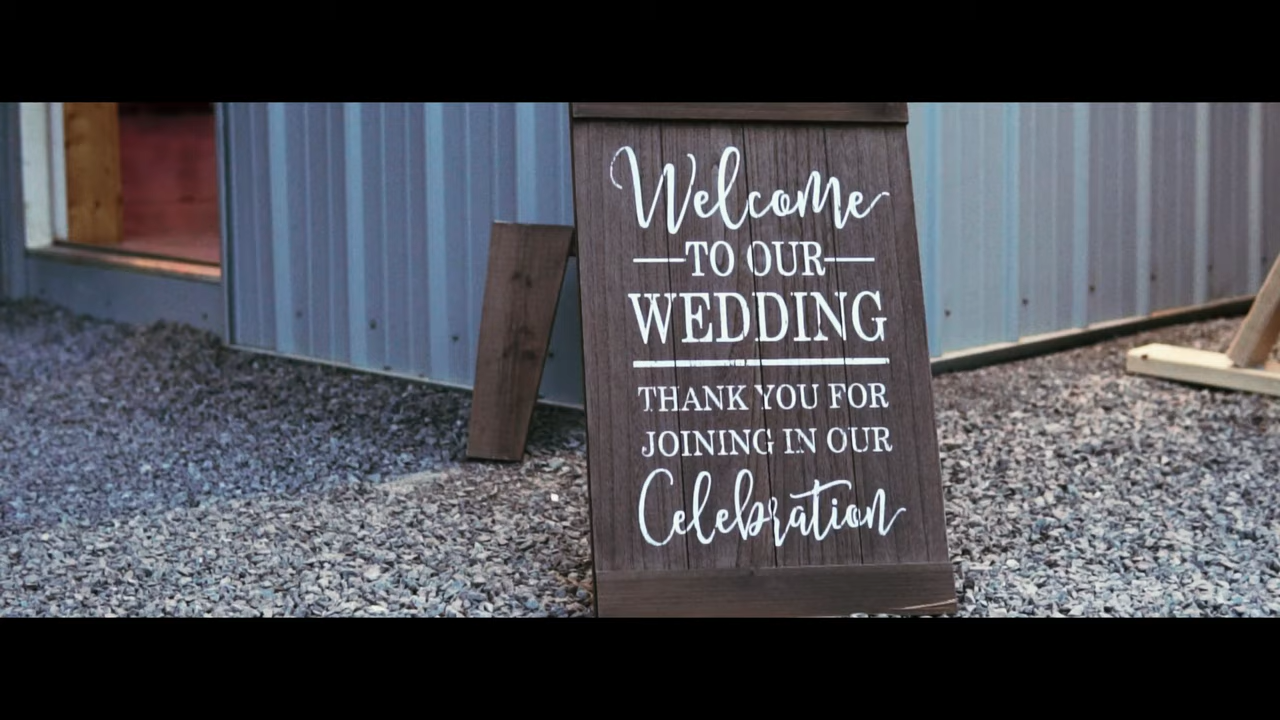 Welcome
TO OUR
WEDDING
THANK YOU FOR
JOINING IN OUR
Celebration